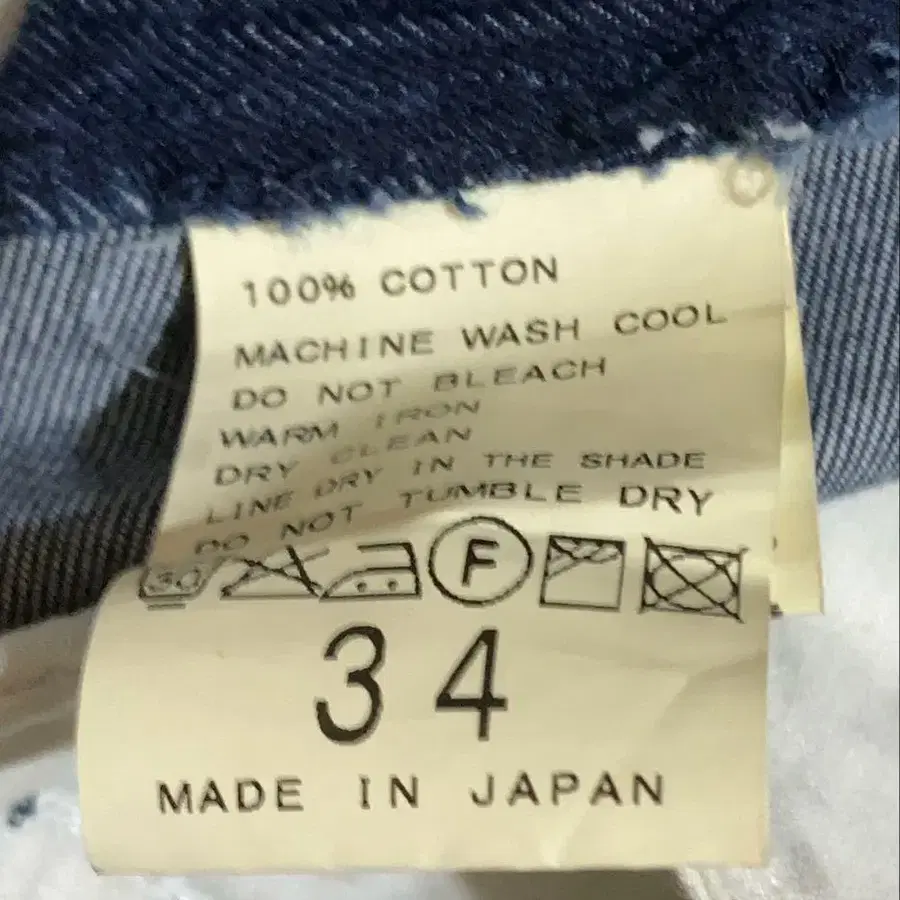 100% COTTON
MACHINE WASH COOL
DO NOT BLEACH
WARM IRON
DRY CLEAN
LINE DRY IN THE SHADE
DO NOT TUMBLE DRY
30 F
34
MADE IN JAPAN